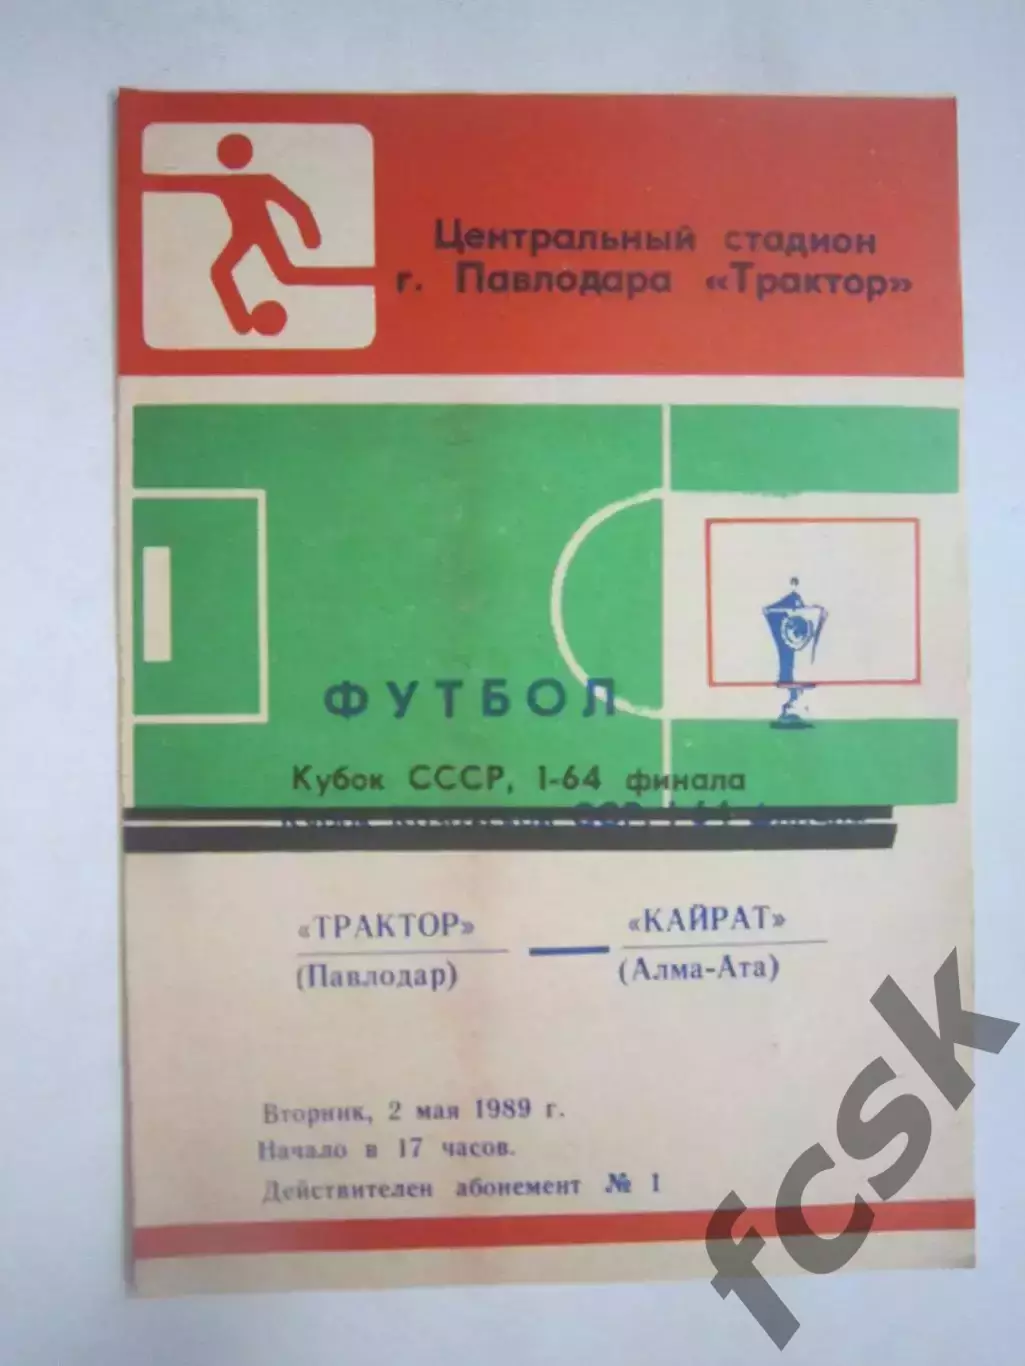 Центральный стадион
г. Павлодара «Трактор»
ФУТБОЛ
Кубок СССР, 1-64 финала
«ТРАКТОР»
(Павлодар)
—
«КАЙРАТ»
(Алма-Ата)
Вторник, 2 мая 1989 г.
Начало в 17 часов.
Действителен абонемент № 1
fcsk